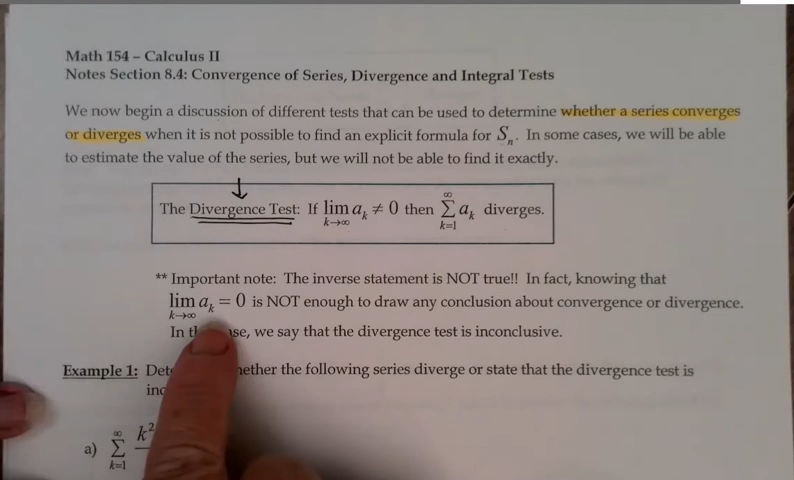 Math 154 – Calculus II
Notes Section 8.4: Convergence of Series, Divergence and Integral Tests
We now begin a discussion of different tests that can be used to determine whether a series converges
or diverges when it is not possible to find an explicit formula for Sₙ. In some cases, we will be able
to estimate the value of the series, but we will not be able to find it exactly.
The Divergence Test: If lim k→∞ aₖ ≠ 0 then ∑ k=1 ∞ aₖ diverges.
** Important note: The inverse statement is NOT true!! In fact, knowing that
lim k→∞ aₖ = 0 is NOT enough to draw any conclusion about convergence or divergence.
In we say that the divergence test is inconclusive.
Example 1: the following series diverge or state that the divergence test is
a) ∑ k=1 ∞ k²